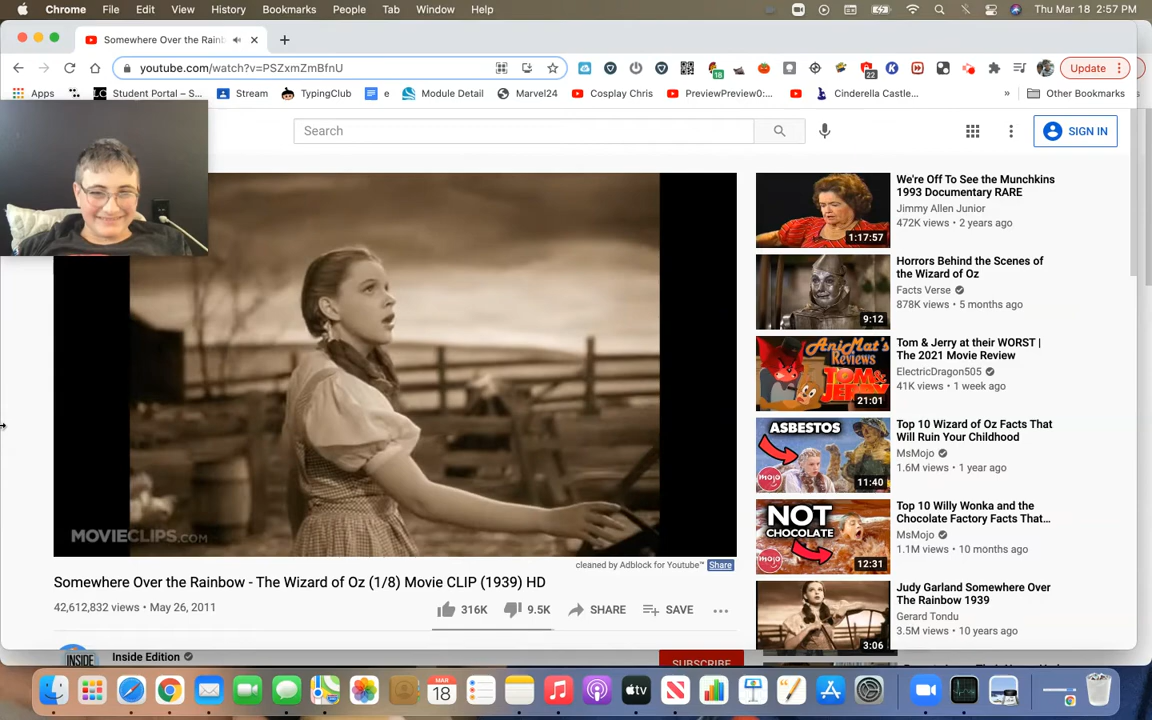 Chrome File Edit View History Bookmarks People Tab Window Help Thu Mar 18 2:57 PM
Somewhere Over the Rainb
youtube.com/watch?v=PSZxmZmBfnU 18 22 Update
Apps Student Portal – S... Stream TypingClub e Module Detail Marvel24 Cosplay Chris PreviewPreview0:... Cinderella Castle... » Other Bookmarks
Search SIGN IN
MOVIECLIPS.COM
cleaned by Adblock for Youtube™ Share
Somewhere Over the Rainbow - The Wizard of Oz (1/8) Movie CLIP (1939) HD
42,612,832 views • May 26, 2011 316K 9.5K SHARE SAVE
INSIDE Inside Edition SUBSCRIBE
We're Off To See the Munchkins
1993 Documentary RARE
Jimmy Allen Junior
472K views • 2 years ago
1:17:57
Horrors Behind the Scenes of
the Wizard of Oz
Facts Verse
878K views • 5 months ago
9:12
AniMat's
Reviews
TOM &
JERRY
21:01
Tom & Jerry at their WORST |
The 2021 Movie Review
ElectricDragon505
41K views • 1 week ago
ASBESTOS
mojo
11:40
Top 10 Wizard of Oz Facts That
Will Ruin Your Childhood
MsMojo
1.6M views • 1 year ago
NOT
CHOCOLATE
mojo
12:31
Top 10 Willy Wonka and the
Chocolate Factory Facts That...
MsMojo
1.1M views • 10 months ago
3:06
Judy Garland Somewhere Over
The Rainbow 1939
Gerard Tondu
3.5M views • 10 years ago
MAR
18
tv